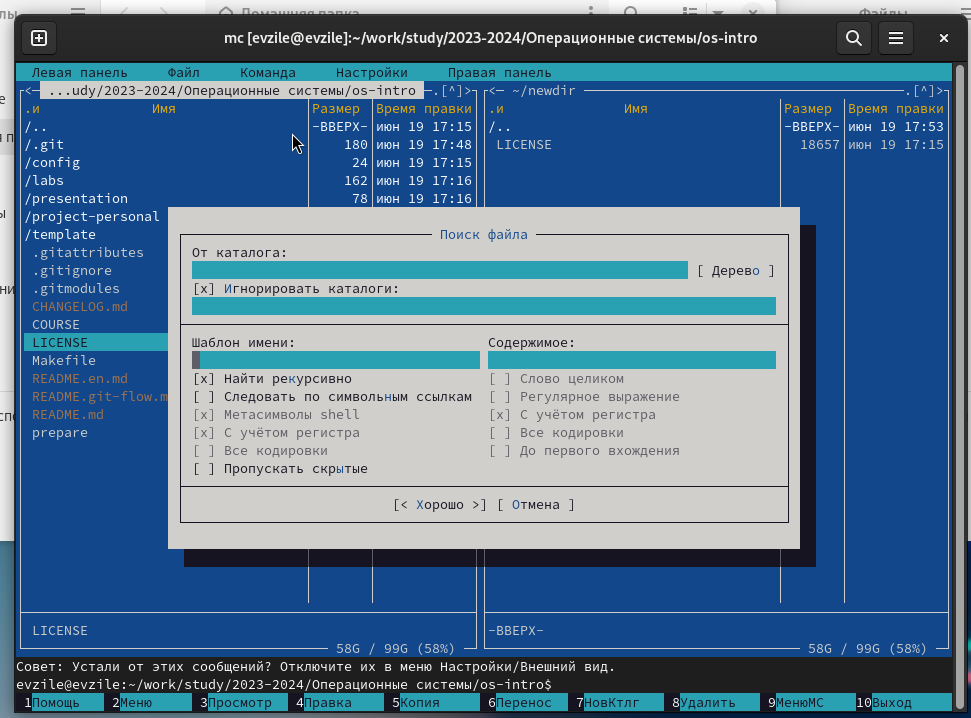 Домашняя папка
Файлы
mc [evzile@evzile]:~/work/study/2023-2024/Операционные системы/os-intro
Левая панель Файл Команда Настройки Правая панель
<─ ...udy/2023-2024/Операционные системы/os-intro ─.[^]> <─ ~/newdir ─.[^]>
.и Имя Размер Время правки .и Имя Размер Время правки
/.. -ВВЕРХ- июн 19 17:15 /.. -ВВЕРХ- июн 19 17:53
/.git 180 июн 19 17:48 LICENSE 18657 июн 19 17:15
/config 24 июн 19 17:15
/labs 162 июн 19 17:16
/presentation 78 июн 19 17:16
/project-personal
/template
.gitattributes
.gitignore
.gitmodules
CHANGELOG.md
COURSE
LICENSE
Makefile
README.en.md
README.git-flow.m
README.md
prepare
Поиск файла
От каталога:
[ Дерево ]
[x] Игнорировать каталоги:
Шаблон имени: Содержимое:
[x] Найти рекурсивно [ ] Слово целиком
[ ] Следовать по символьным ссылкам [ ] Регулярное выражение
[x] Метасимволы shell [x] С учётом регистра
[x] С учётом регистра [ ] Все кодировки
[ ] Все кодировки [ ] До первого вхождения
[ ] Пропускать скрытые
[< Хорошо >] [ Отмена ]
LICENSE -ВВЕРХ-
58G / 99G (58%) 58G / 99G (58%)
Совет: Устали от этих сообщений? Отключите их в меню Настройки/Внешний вид.
evzile@evzile:~/work/study/2023-2024/Операционные системы/os-intro$
1Помощь 2Меню 3Просмотр 4Правка 5Копия 6Перенос 7НовКтлг 8Удалить 9МенюМС 10Выход